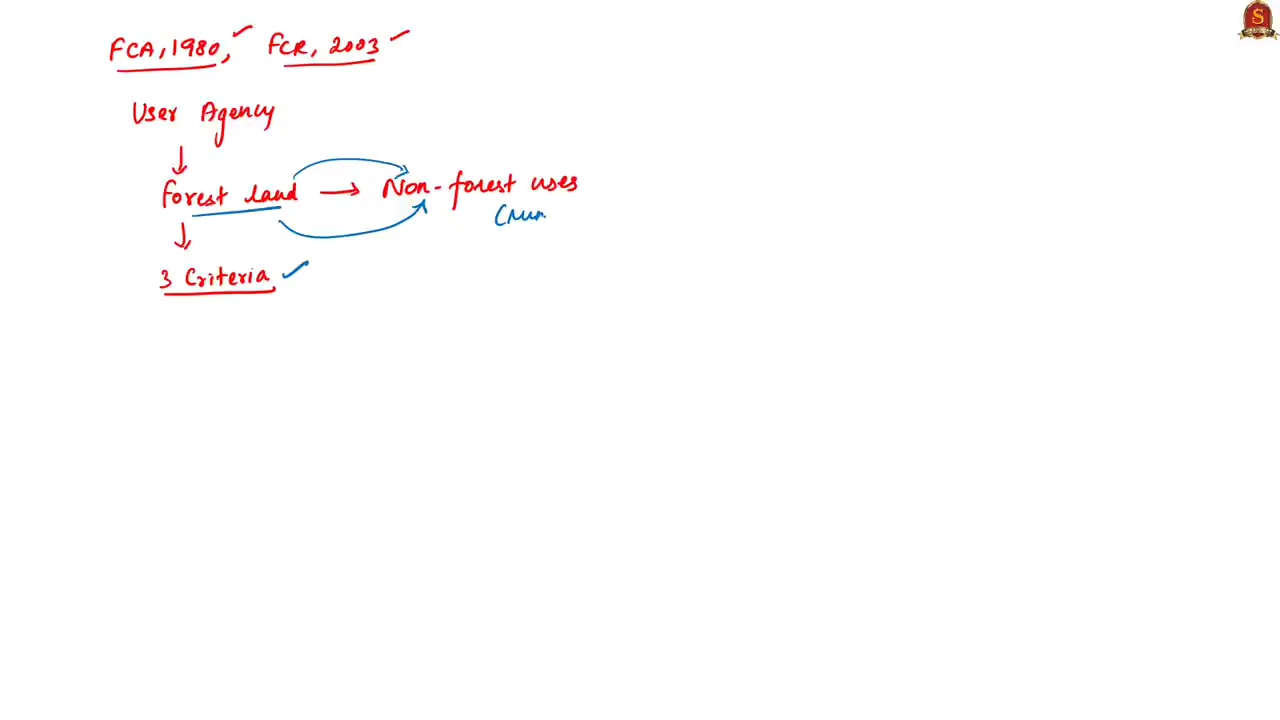 FCA, 1980, FCR, 2003
User Agency
Forest land → Non-forest uses
3 Criteria
S